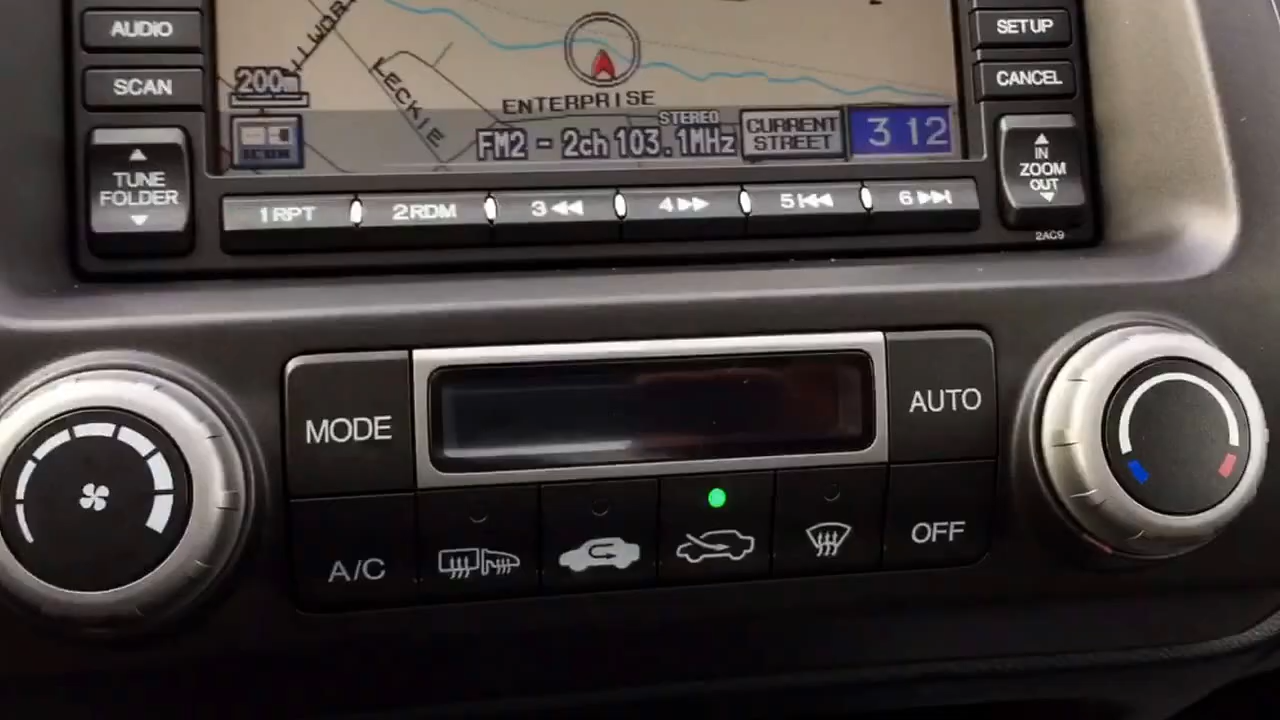 AUDIO
SCAN
TUNE
FOLDER
LECKIE
200m
ENTERPRISE
STEREO
FM2 - 2ch 103.1MHz
CURRENT
STREET
3 12
SETUP
CANCEL
IN
ZOOM
OUT
2AC9
1 RPT
2 RDM
3
4
5
6
MODE
AUTO
A/C
OFF